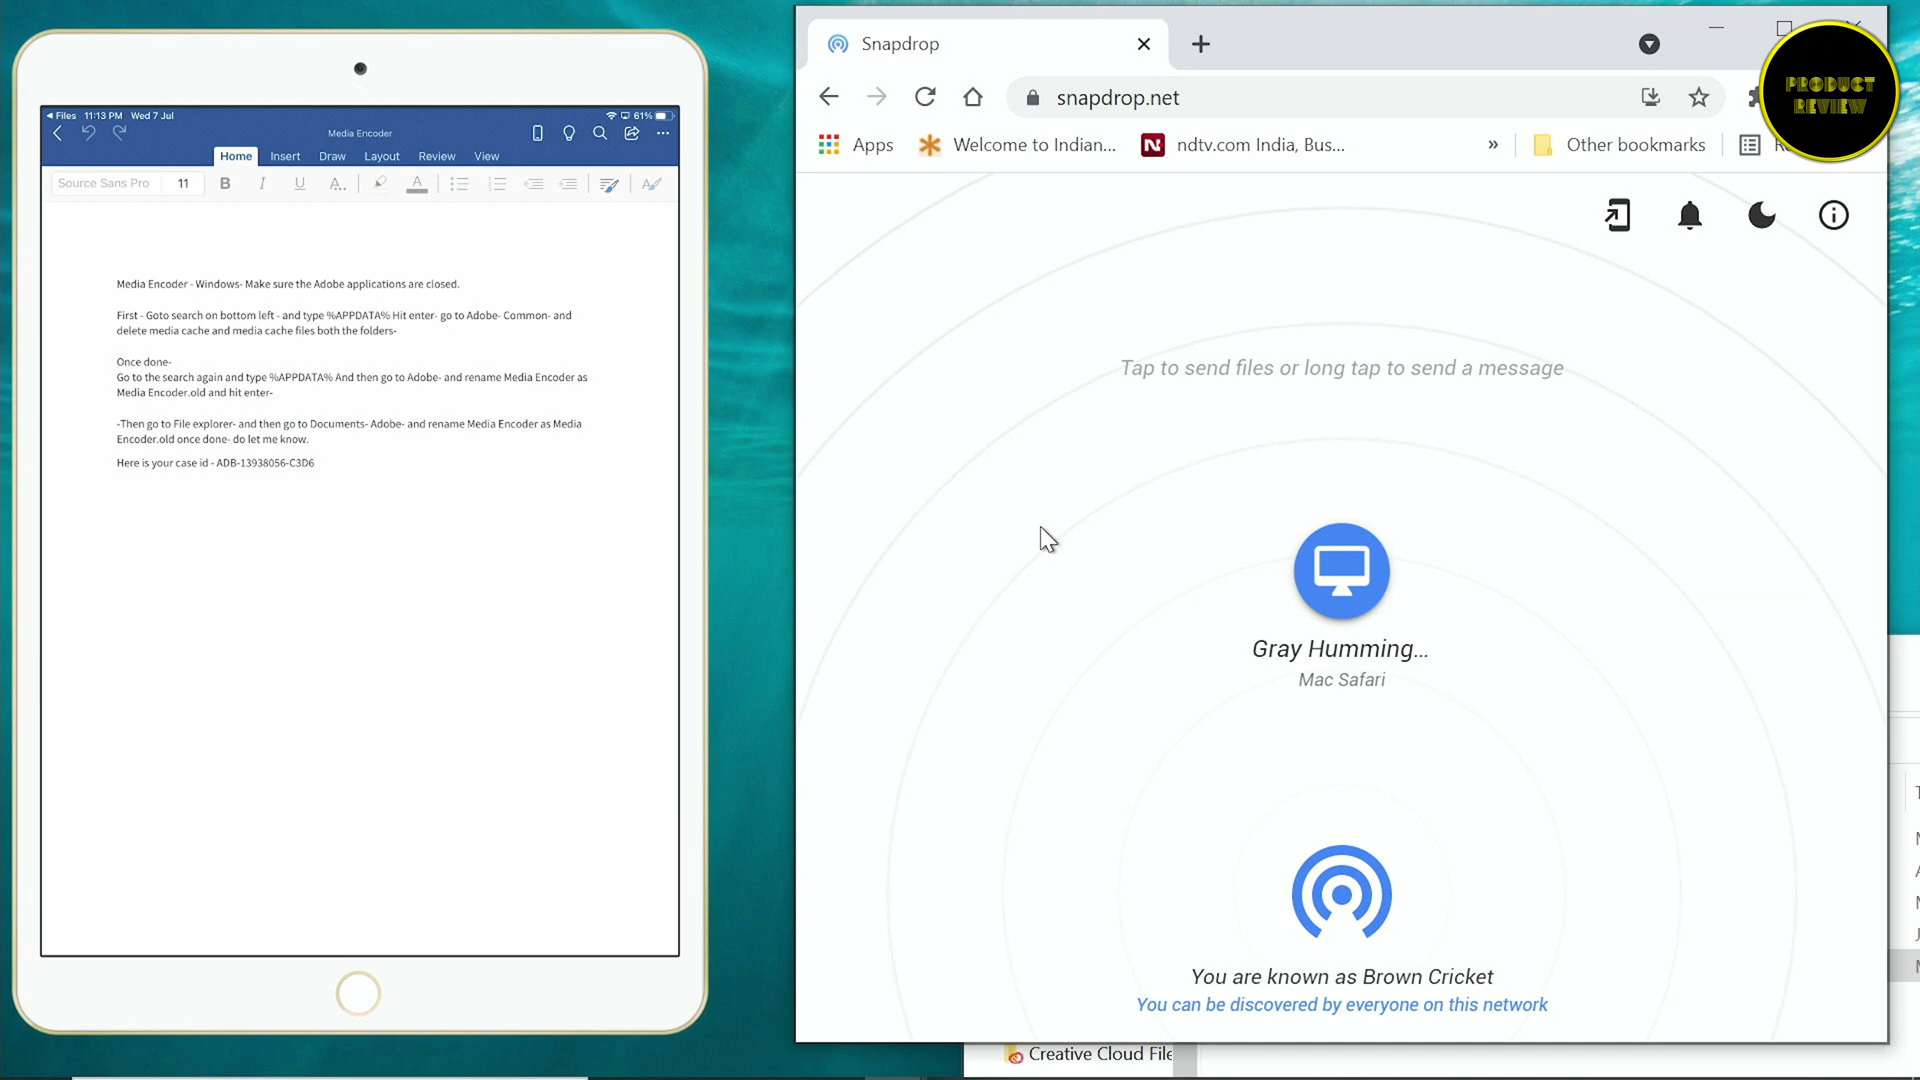 Files 11:13 PM Wed 7 Jul 61%
Media Encoder
Home Insert Draw Layout Review View
Source Sans Pro 11 B I U A..  A
Media Encoder - Windows- Make sure the Adobe applications are closed.
First - Goto search on bottom left - and type %APPDATA% Hit enter- go to Adobe- Common- and
delete media cache and media cache files both the folders-
Once done-
Go to the search again and type %APPDATA% And then go to Adobe- and rename Media Encoder as
Media Encoder.old and hit enter-
-Then go to File explorer- and then go to Documents- Adobe- and rename Media Encoder as Media
Encoder.old once done- do let me know.
Here is your case id - ADB-13938056-C3D6
Snapdrop
snapdrop.net
Apps Welcome to Indian... ndtv.com India, Bus... » Other bookmarks
PRODUCT
REVIEW
Tap to send files or long tap to send a message
Gray Humming...
Mac Safari
You are known as Brown Cricket
You can be discovered by everyone on this network
Creative Cloud File